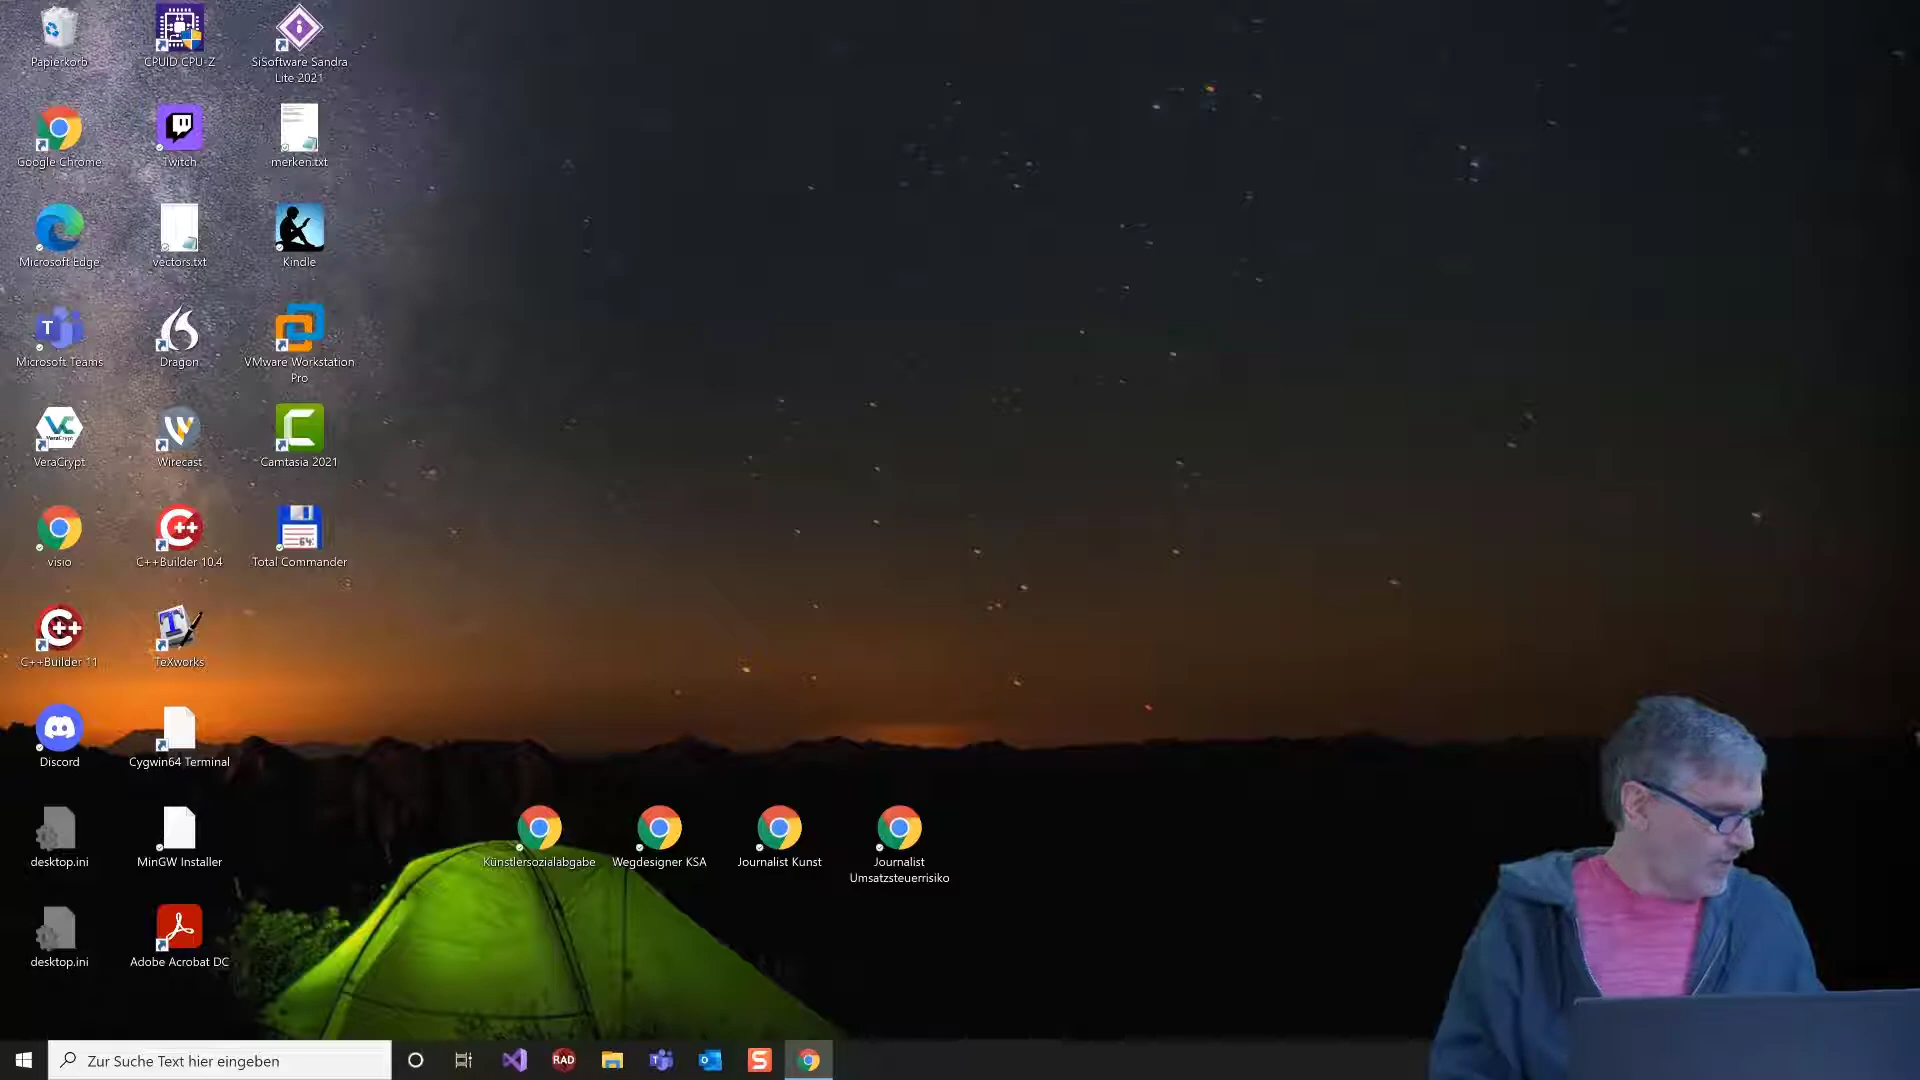 Papierkorb
CPUID CPU-Z
SiSoftware Sandra
Lite 2021
Google Chrome
Twitch
merken.txt
Microsoft Edge
vectors.txt
Kindle
T
Microsoft Teams
Dragon
VMware Workstation
Pro
VC
VeraCrypt
VeraCrypt
W
Wirecast
C
Camtasia 2021
visio
C++
C++Builder 10.4
64
Total Commander
C++
C++Builder 11
T
TeXworks
Discord
Cygwin64 Terminal
desktop.ini
MinGW Installer
Künstlersozialabgabe
Wegdesigner KSA
Journalist Kunst
Journalist
Umsatzsteuerrisiko
desktop.ini
Adobe Acrobat DC
Zur Suche Text hier eingeben
RAD
T
O
S